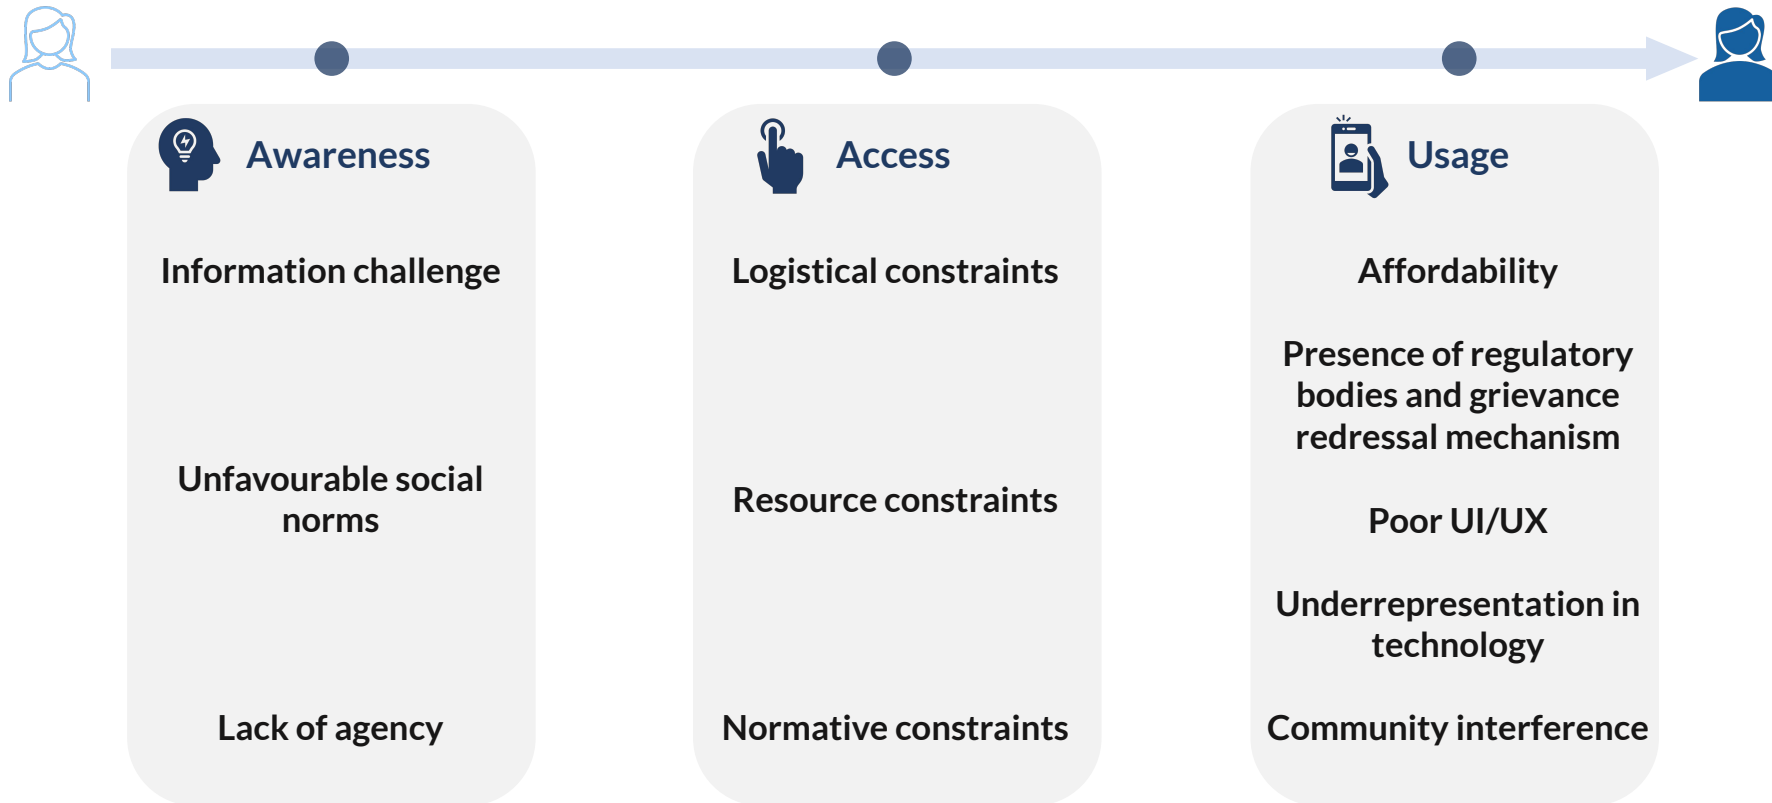 Awareness
Information challenge
Unfavourable social
norms
Lack of agency
Access
Logistical constraints
Resource constraints
Normative constraints
Usage
Affordability
Presence of regulatory
bodies and grievance
redressal mechanism
Poor UI/UX
Underrepresentation in
technology
Community interference